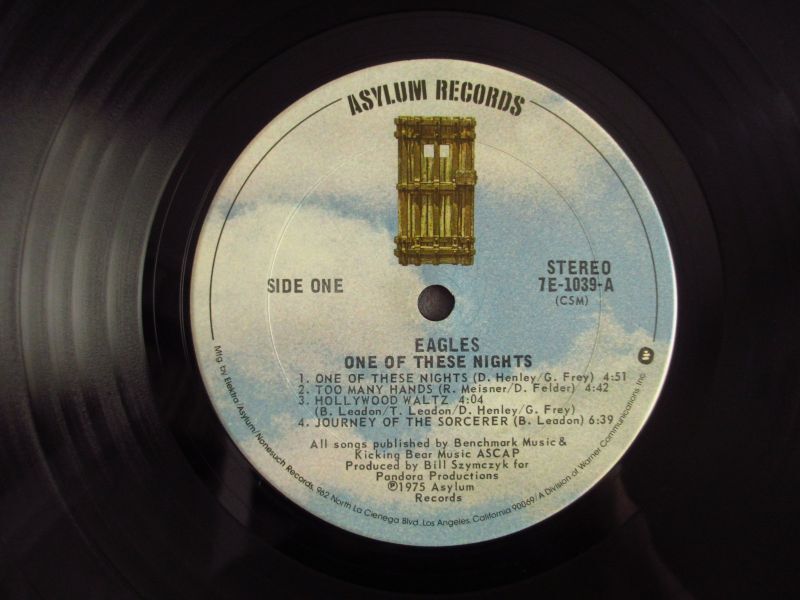 ASYLUM RECORDS
SIDE ONE
STEREO
7E-1039-A
(CSM)
EAGLES
ONE OF THESE NIGHTS
1. ONE OF THESE NIGHTS (D. Henley/G. Frey) 4:51
2. TOO MANY HANDS (R. Meisner/D. Felder) 4:42
3. HOLLYWOOD WALTZ 4:04
(B. Leadon/T. Leadon/D. Henley/G. Frey)
4. JOURNEY OF THE SORCERER (B. Leadon) 6:39
All songs published by Benchmark Music &
Kicking Bear Music ASCAP
Produced by Bill Szymczyk for
Pandora Productions
℗1975 Asylum
Records
Mfg. by Elektra/Asylum/Nonesuch Records, 962 North La Cienega Blvd., Los Angeles, California 90069/A Division of Warner Communications, Inc.